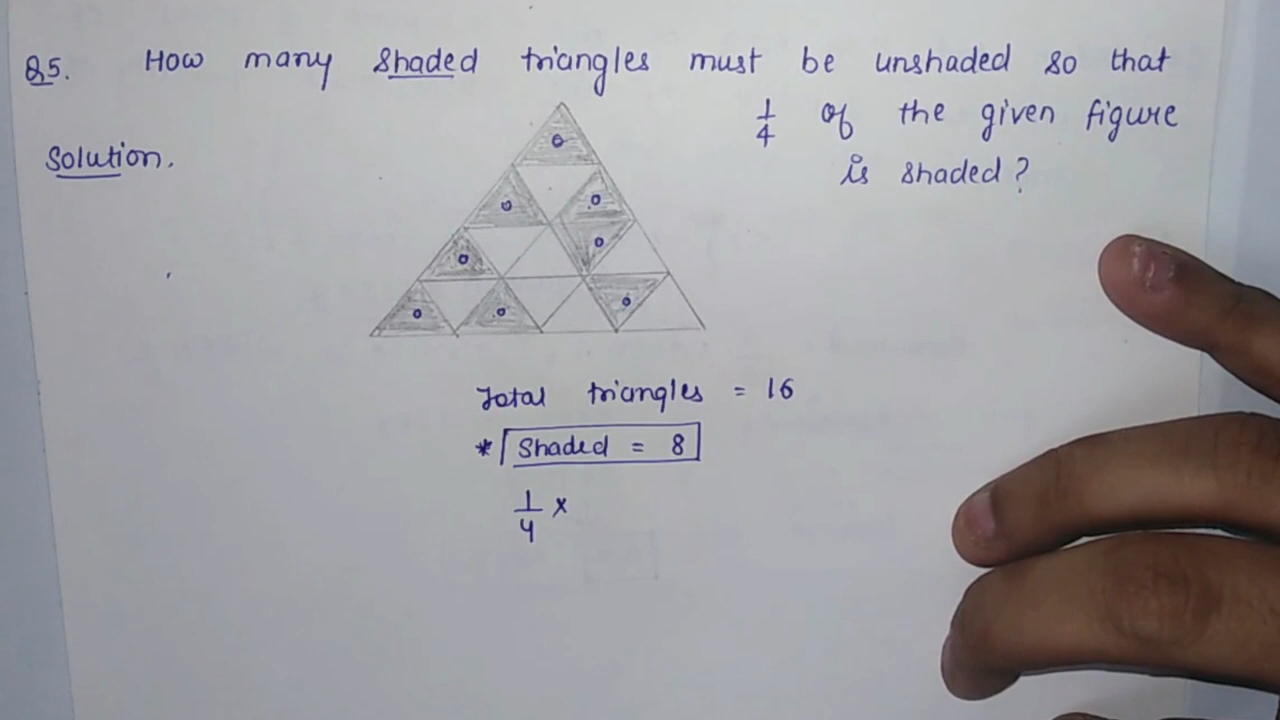 Q5. How many shaded triangles must be unshaded so that
1/4 of the given figure
Solution.
is shaded?
Total triangles = 16
* Shaded = 8
1/4 ×